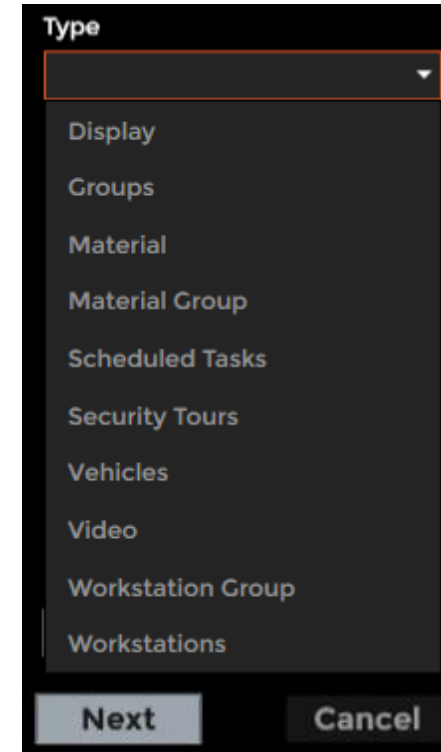 Type
Display
Groups
Material
Material Group
Scheduled Tasks
Security Tours
Vehicles
Video
Workstation Group
Workstations
Next
Cancel